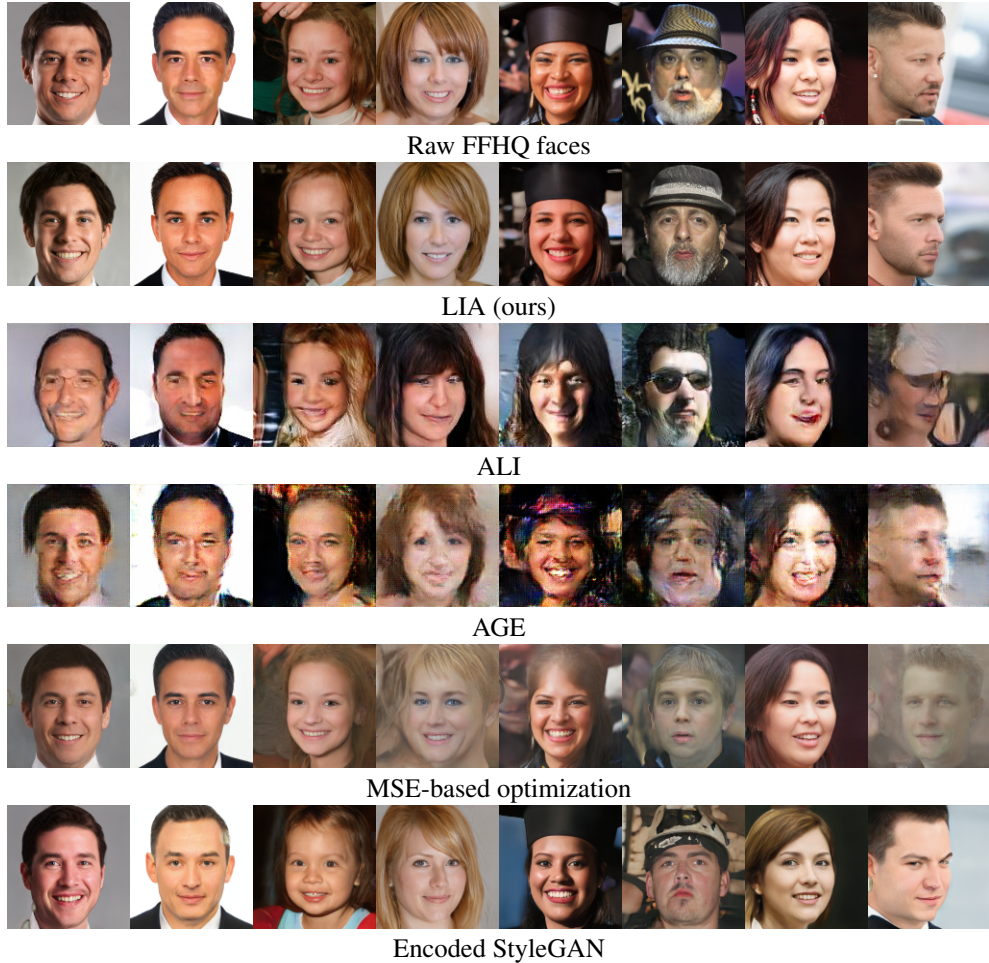 Raw FFHQ faces
LIA (ours)
ALI
AGE
MSE-based optimization
Encoded StyleGAN